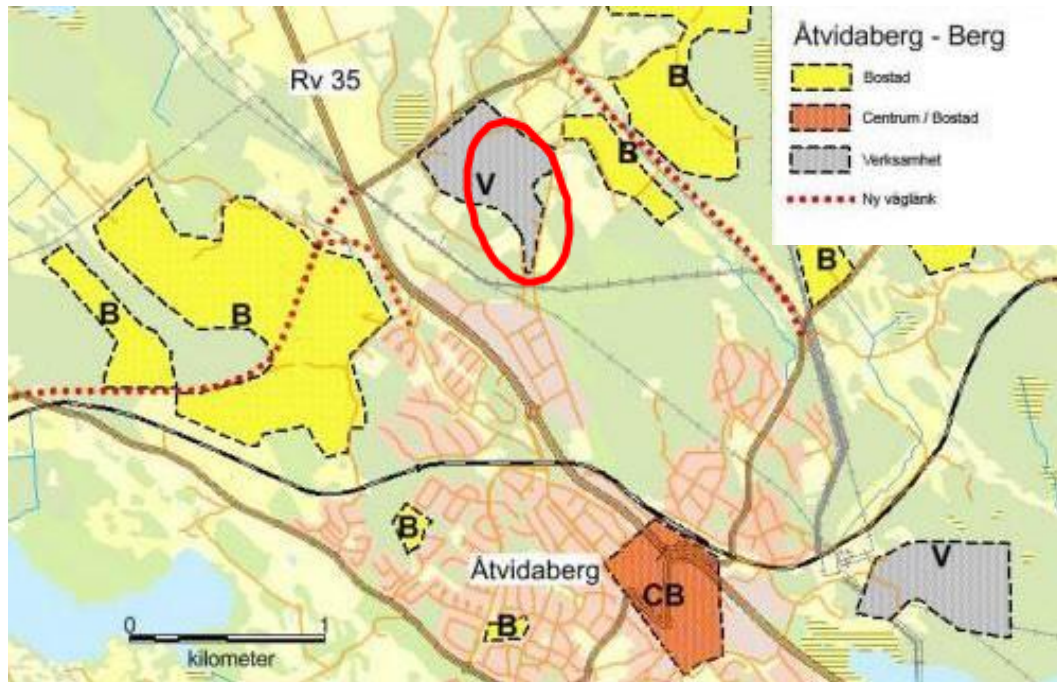 Åtvidaberg - Berg
Bostad
Centrum / Bostad
Verksamhet
Ny väglänk
Rv 35
B
B
V
B
B
B
B
Åtvidaberg
CB
V
B
0 1
kilometer